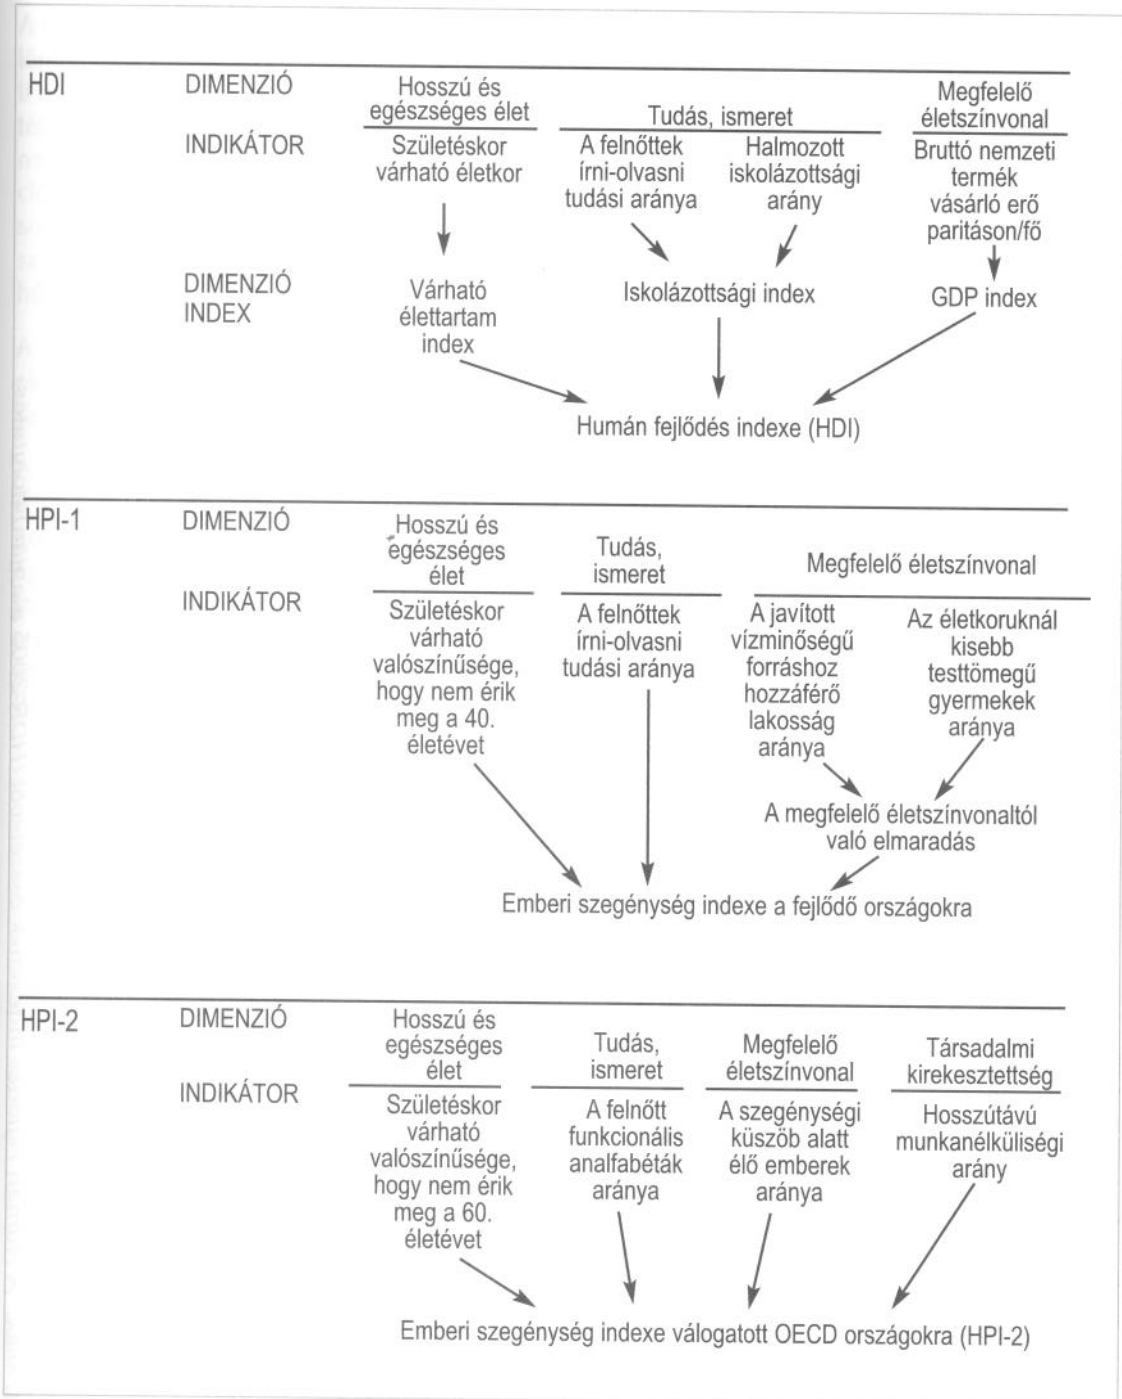 HDI
DIMENZIÓ
Hosszú és
egészséges élet
Tudás, ismeret
Megfelelő
életszínvonal
INDIKÁTOR
Születéskor
várható életkor
A felnőttek
írni-olvasni
tudási aránya
Halmozott
iskolázottsági
arány
Bruttó nemzeti
termék
vásárló erő
paritáson/fő
DIMENZIÓ
INDEX
Várható
élettartam
index
Iskolázottsági index
GDP index
Humán fejlődés indexe (HDI)
HPI-1
DIMENZIÓ
Hosszú és
egészséges
élet
Tudás,
ismeret
Megfelelő életszínvonal
INDIKÁTOR
Születéskor
várható
valószínűsége,
hogy nem érik
meg a 40.
életévet
A felnőttek
írni-olvasni
tudási aránya
A javított
vízminőségű
forráshoz
hozzáférő
lakosság
aránya
Az életkoruknál
kisebb
testtömegű
gyermekek
aránya
A megfelelő életszínvonaltól
való elmaradás
Emberi szegénység indexe a fejlődő országokra
HPI-2
DIMENZIÓ
Hosszú és
egészséges
élet
Tudás,
ismeret
Megfelelő
életszínvonal
Társadalmi
kirekesztettség
INDIKÁTOR
Születéskor
várható
valószínűsége,
hogy nem érik
meg a 60.
életévet
A felnőtt
funkcionális
analfabéták
aránya
A szegénységi
küszöb alatt
élő emberek
aránya
Hosszútávú
munkanélküliségi
arány
Emberi szegénység indexe válogatott OECD országokra (HPI-2)